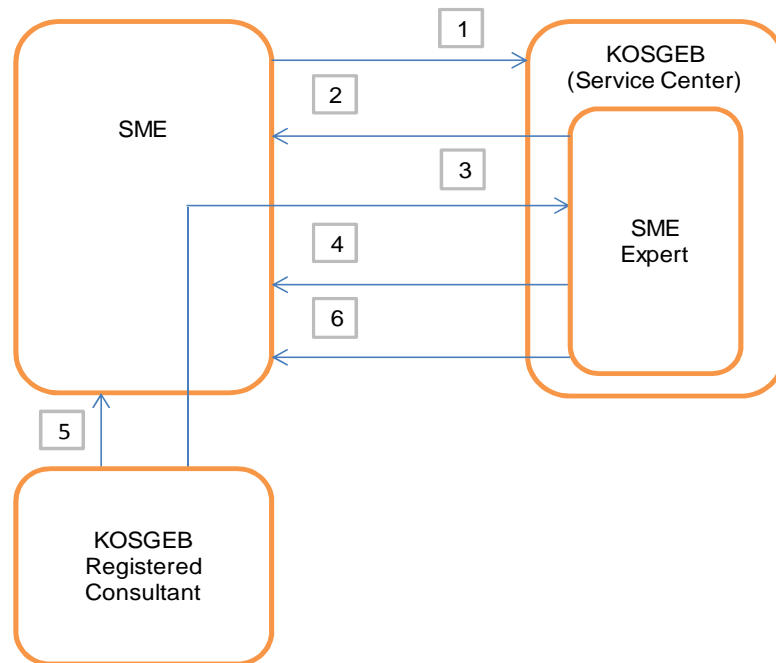 1
KOSGEB
(Service Center)
2
SME
3
SME
Expert
4
6
5
KOSGEB
Registered
Consultant